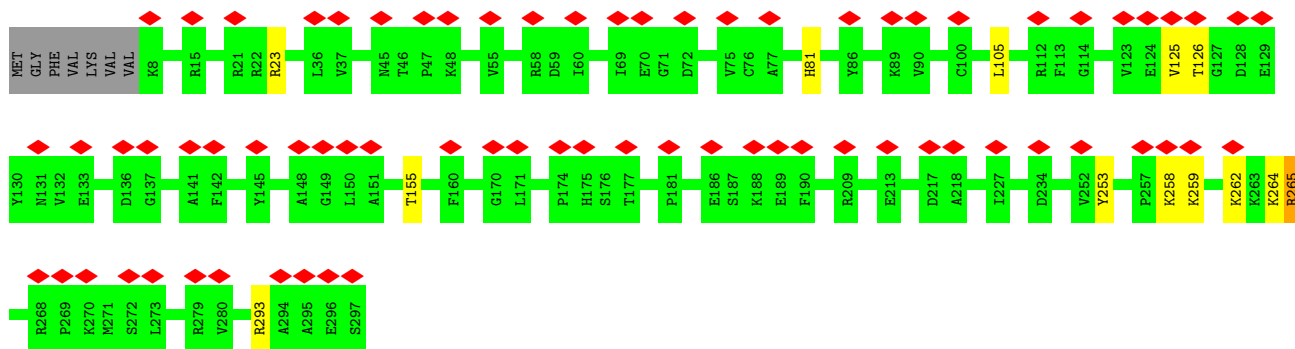 MET GLY PHE VAL LYS VAL VAL K8 R15 R21 R22 R23 L36 V37 N45 T46 P47 K48 V55 R58 D59 I60 I69 E70 G71 D72 V75 C76 A77 H81 Y86 K89 V90 C100 L105 R112 F113 G114 V123 E124 V125 T126 G127 D128 E129
Y130 N131 V132 E133 D136 G137 A141 F142 Y145 A148 G149 L150 A151 T155 F160 G170 L171 P174 H175 S176 T177 P181 E186 S187 K188 E189 F190 R209 E213 D217 A218 I227 D234 V252 Y253 P257 K258 K259 K262 K263 K264 R265
R268 P269 K270 M271 S272 L273 R279 V280 R293 A294 A295 E296 S297